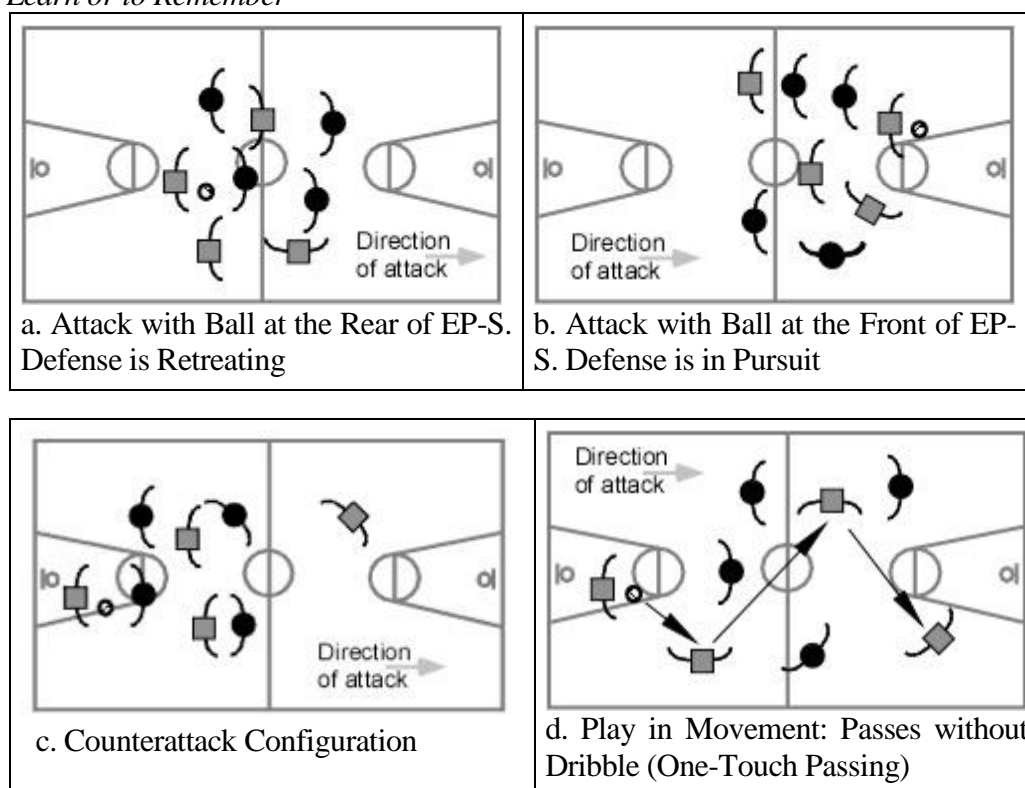 Learn or to Remember
Direction
of attack
a. Attack with Ball at the Rear of EP-S.
Defense is Retreating
Direction
of attack
b. Attack with Ball at the Front of EP-
S. Defense is in Pursuit
Direction
of attack
c. Counterattack Configuration
Direction
of attack
d. Play in Movement: Passes without
Dribble (One-Touch Passing)